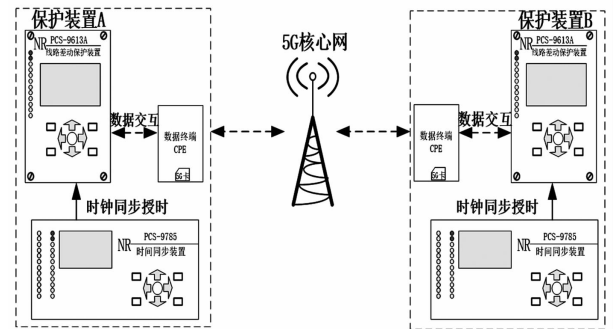 保护装置A
NR PCS-9613A
线路差动保护装置
数据交互
数据终端
CPE
5G卡
时钟同步授时
NR PCS-9785
时间同步装置
5G核心网
保护装置B
NR PCS-9613A
线路差动保护装置
数据交互
数据终端
CPE
5G卡
时钟同步授时
NR PCS-9785
时间同步装置